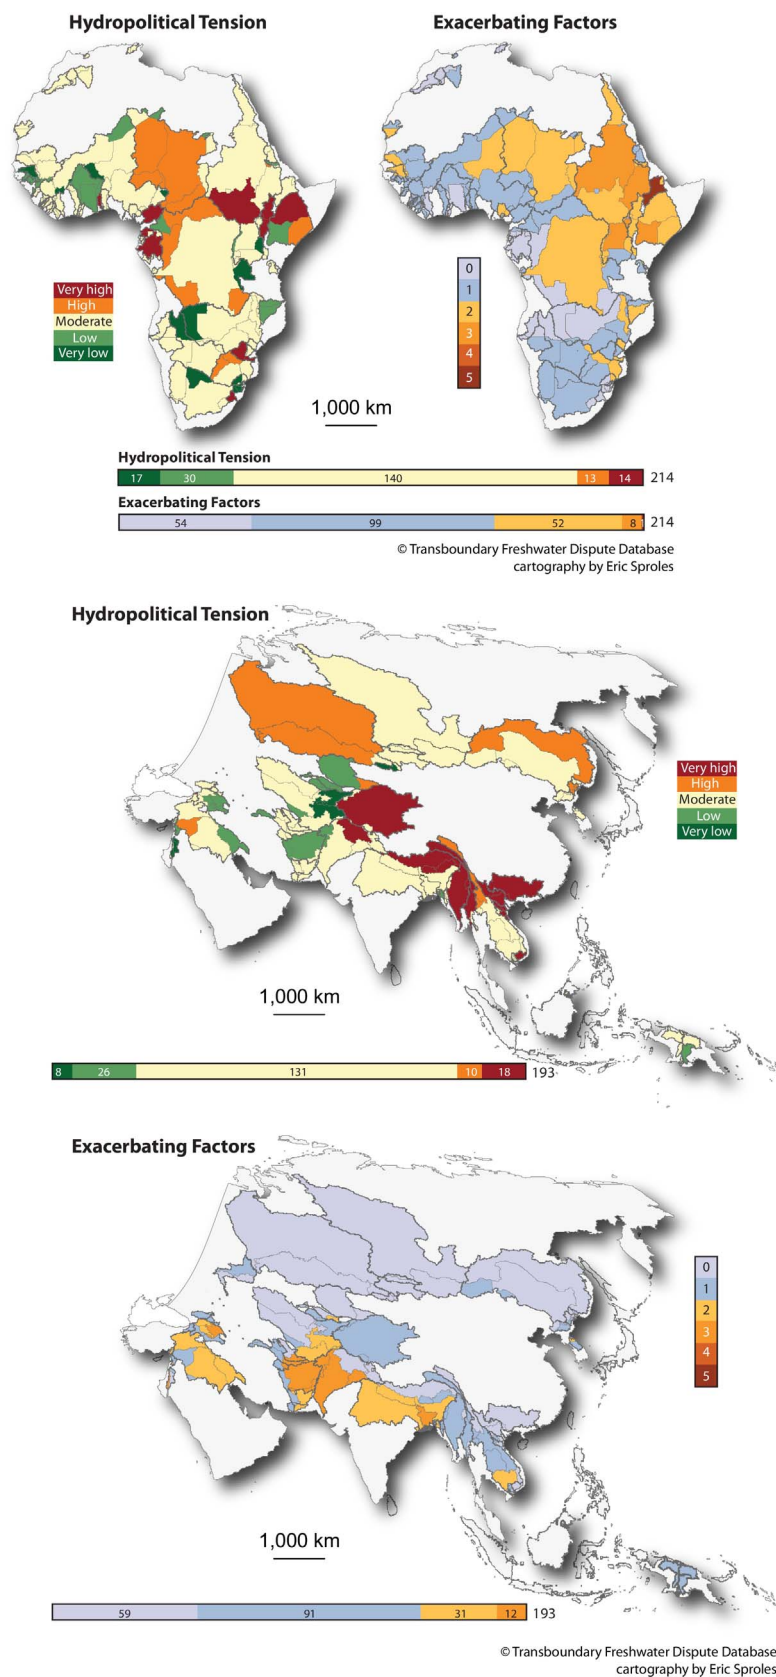 Hydropolitical Tension
Exacerbating Factors
Very high
High
Moderate
Low
Very low
0
1
2
3
4
5
1,000 km
Hydropolitical Tension
17 30 140 13 14 214
Exacerbating Factors
54 99 52 8 214
© Transboundary Freshwater Dispute Database
cartography by Eric Sproles
Hydropolitical Tension
Very high
High
Moderate
Low
Very low
1,000 km
8 26 131 10 18 193
Exacerbating Factors
0
1
2
3
4
5
1,000 km
59 91 31 12 193
© Transboundary Freshwater Dispute Database
cartography by Eric Sproles